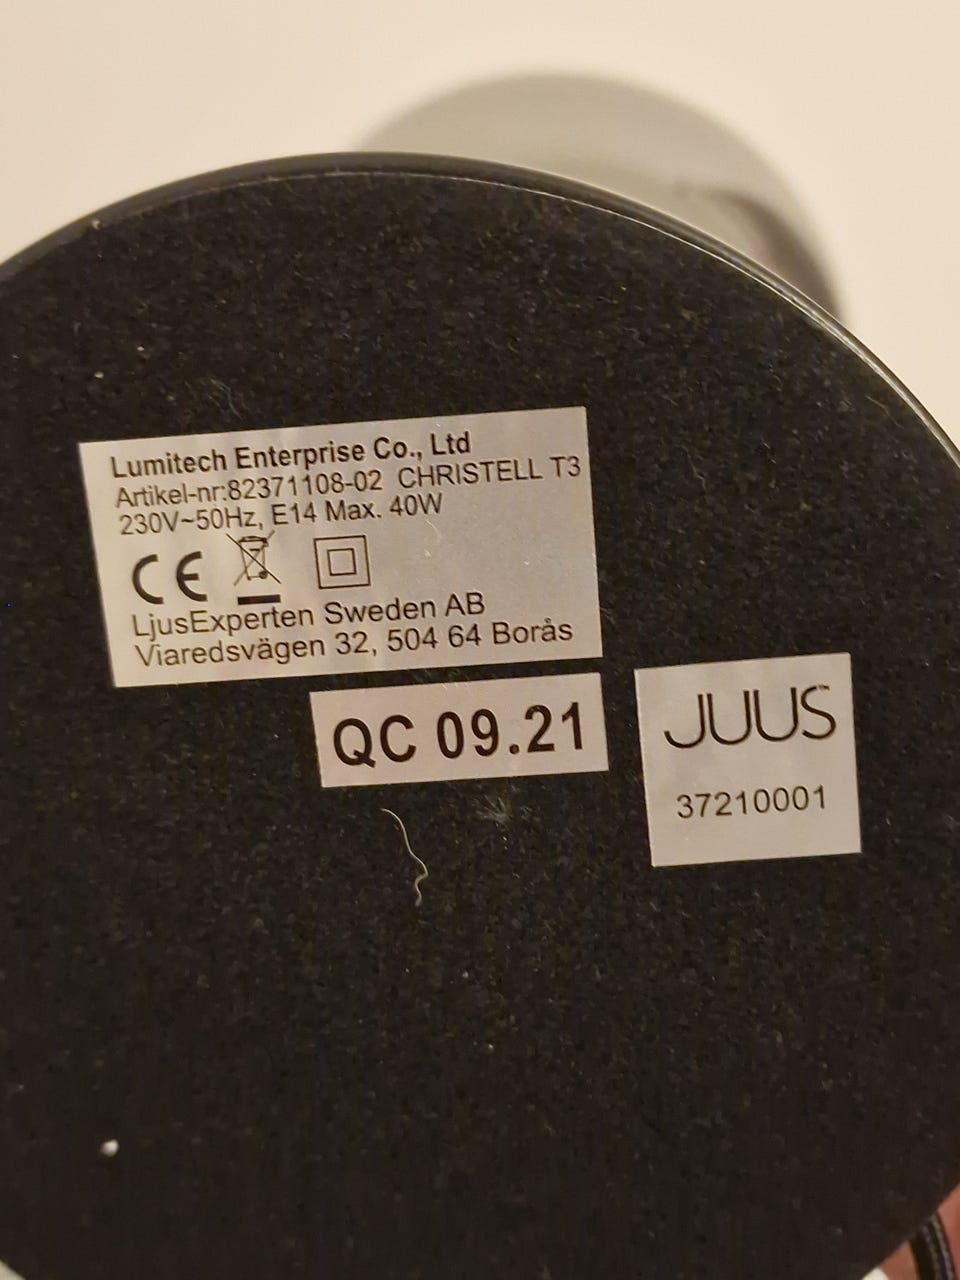 Lumitech Enterprise Co., Ltd
Artikel-nr:82371108-02 CHRISTELL T3
230V~50Hz, E14 Max. 40W
CE
LjusExperten Sweden AB
Viaredsvägen 32, 504 64 Borås
QC 09.21
JUUS™
37210001